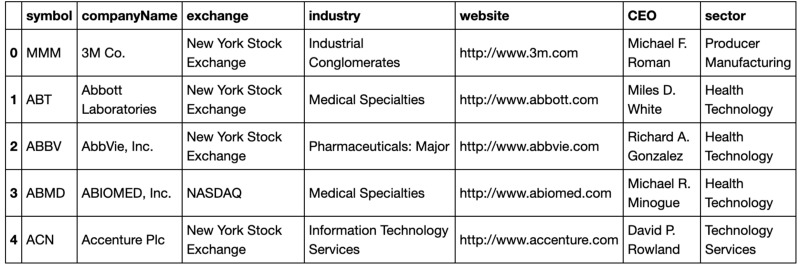 symbol companyName exchange industry website CEO sector
0 MMM 3M Co. New York Stock Exchange Industrial Conglomerates http://www.3m.com Michael F. Roman Producer Manufacturing
1 ABT Abbott Laboratories New York Stock Exchange Medical Specialties http://www.abbott.com Miles D. White Health Technology
2 ABBV AbbVie, Inc. New York Stock Exchange Pharmaceuticals: Major http://www.abbvie.com Richard A. Gonzalez Health Technology
3 ABMD ABIOMED, Inc. NASDAQ Medical Specialties http://www.abiomed.com Michael R. Minogue Health Technology
4 ACN Accenture Plc New York Stock Exchange Information Technology Services http://www.accenture.com David P. Rowland Technology Services